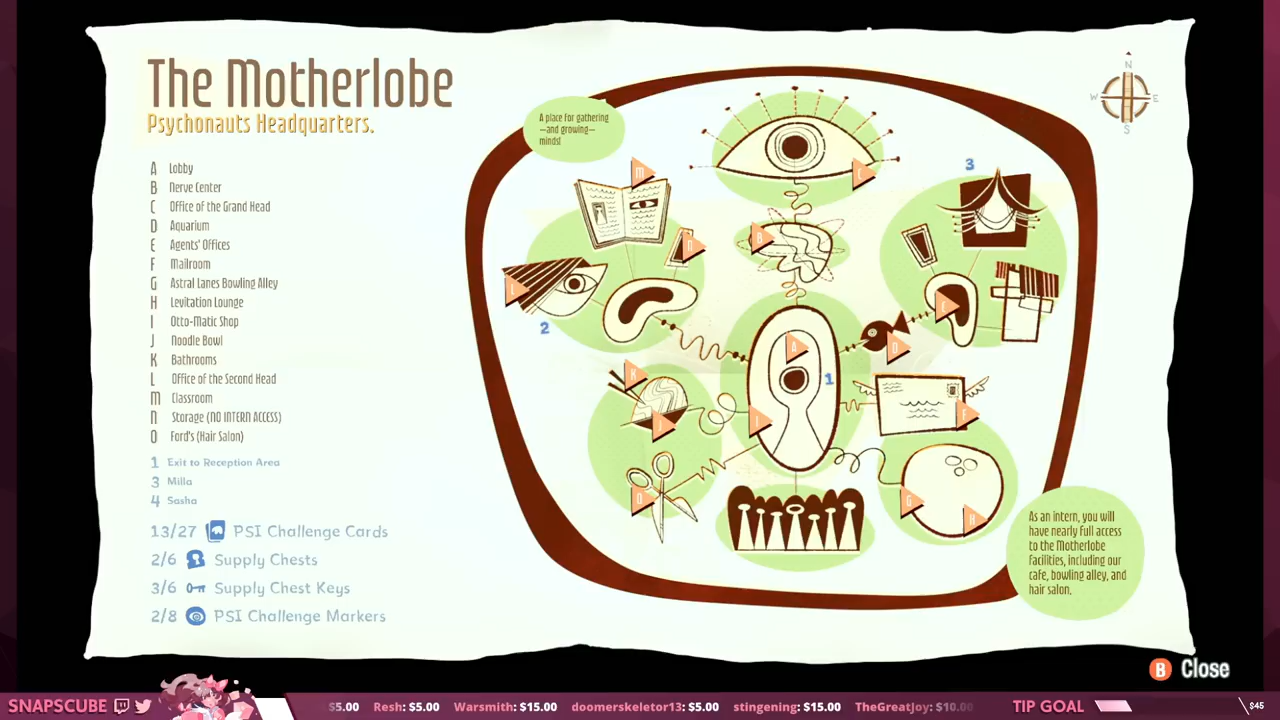 The Motherlobe
Psychonauts Headquarters.
A Lobby
B Nerve Center
C Office of the Grand Head
D Aquarium
E Agents' Offices
F Mailroom
G Astral Lanes Bowling Alley
H Levitation Lounge
I Otto-Matic Shop
J Noodle Bowl
K Bathrooms
L Office of the Second Head
M Classroom
N Storage (NO INTERN ACCESS)
O Ford's (Hair Salon)
1 Exit to Reception Area
3 Milla
4 Sasha
13/27 PSI Challenge Cards
2/6 Supply Chests
3/6 Supply Chest Keys
2/8 PSI Challenge Markers
A place for gathering
—and growing—
minds!
N
W E
S
M
C
3
N
B
L
2
A
D
1
K
J
I
F
O
G
H
As an intern, you will
have nearly full access
to the Motherlobe
facilities, including our
cafe, bowling alley, and
hair salon.
B Close
SNAPSCUBE
$5.00 Resh: $5.00 Warsmith: $15.00 doomerskeletor13: $5.00 stingening: $15.00 TheGreatJoy: $10.00
TIP GOAL
$45